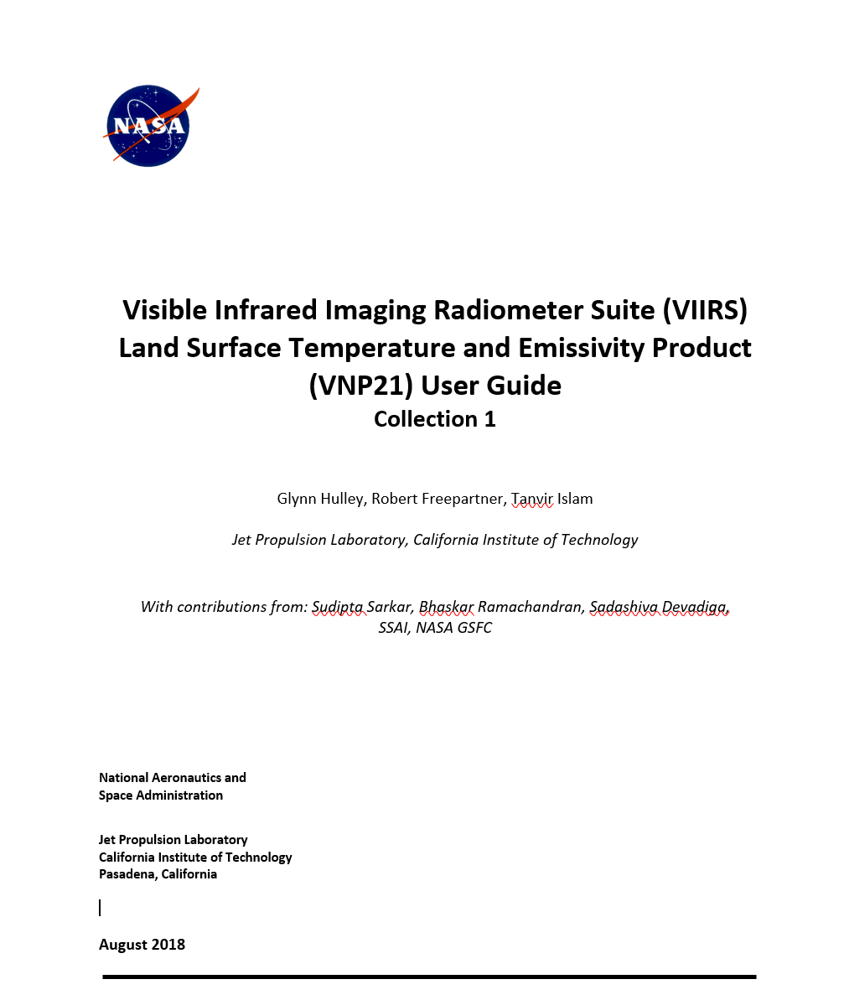 NASA
Visible Infrared Imaging Radiometer Suite (VIIRS)
Land Surface Temperature and Emissivity Product
(VNP21) User Guide
Collection 1
Glynn Hulley, Robert Freepartner, Tanvir Islam
Jet Propulsion Laboratory, California Institute of Technology
With contributions from: Sudipta Sarkar, Bhaskar Ramachandran, Sadashiva Devadiga,
SSAI, NASA GSFC
National Aeronautics and
Space Administration
Jet Propulsion Laboratory
California Institute of Technology
Pasadena, California
August 2018